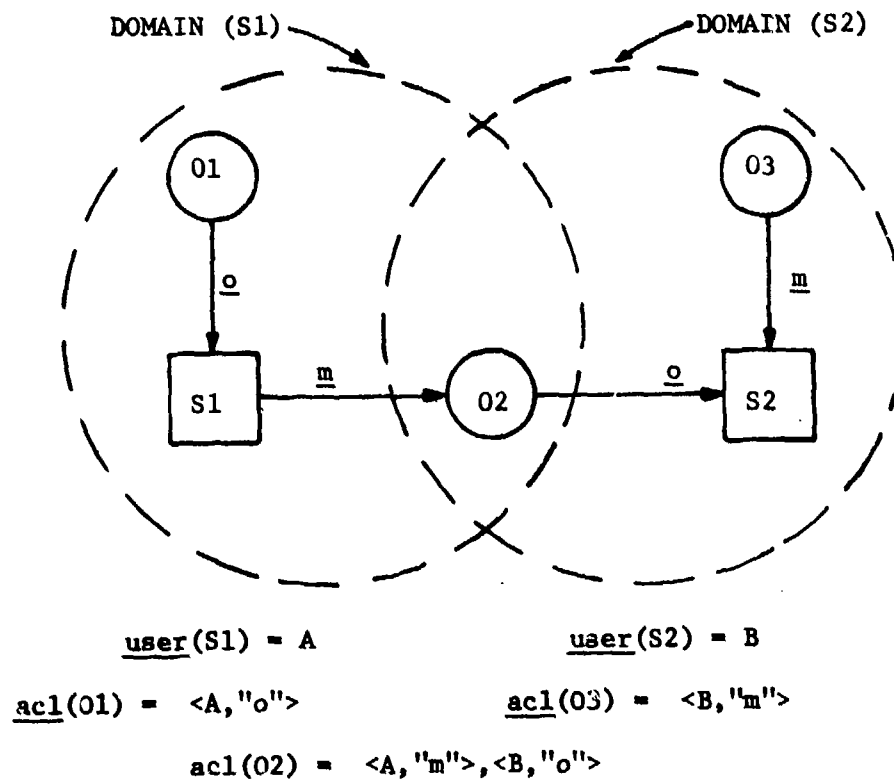 DOMAIN (S1) DOMAIN (S2)
O1 O3
o m
m o
S1 O2 S2
user(S1) = A user(S2) = B
acl(O1) = <A,"o"> acl(O3) = <B,"m">
acl(O2) = <A,"m">,<B,"o">